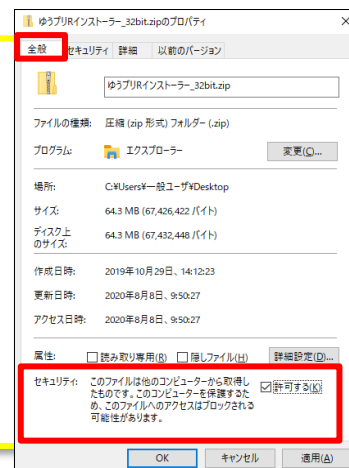 ゆうプリRインストーラー_32bit.zipのプロパティ
全般 セキュリティ 詳細 以前のバージョン
ゆうプリRインストーラー_32bit.zip
ファイルの種類: 圧縮 (zip 形式) フォルダー (.zip)
プログラム: エクスプローラー 変更(C)...
場所: C:¥Users¥一般ユーザ¥Desktop
サイズ: 64.3 MB (67,426,422 バイト)
ディスク上
のサイズ: 64.3 MB (67,432,448 バイト)
作成日時: 2019年10月29日、14:12:23
更新日時: 2020年8月8日、9:50:27
アクセス日時: 2020年8月8日、9:50:27
属性: 読み取り専用(R) 隠しファイル(H) 詳細設定(D)...
セキュリティ: このファイルは他のコンピューターから取得し
たものです。このコンピューターを保護するた
め、このファイルへのアクセスはブロックされる
可能性があります。
許可する(K)
OK キャンセル 適用(A)